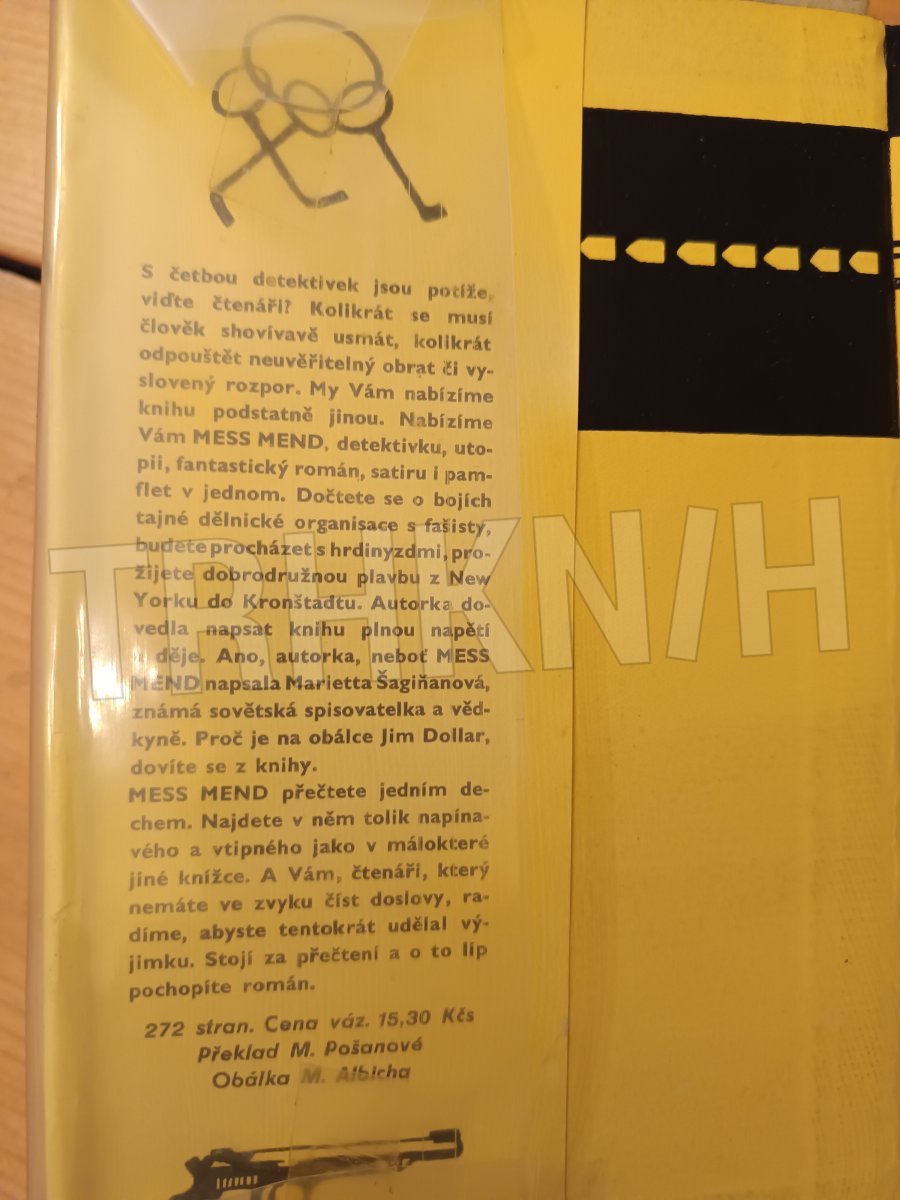 S četbou detektivek jsou potíže,
viďte čtenáři? Kolikrát se musí
člověk shovívavě usmát, kolikrát
odpouštět neuvěřitelný obrat či vy-
slovený rozpor. My Vám nabízíme
knihu podstatně jinou. Nabízíme
Vám MESS MEND, detektivku, uto-
pii, fantastický román, satiru i pam-
flet v jednom. Dočtete se o bojích
tajné dělnické organisace s fašisty,
budete procházet s hrdiny zdmi, pro-
žijete dobrodružnou plavbu z New
Yorku do Kronštadtu. Autorka do-
vedla napsat knihu plnou napětí
děje. Ano, autorka, neboť MESS
MEND napsala Marietta Šagiňanová,
známá sovětská spisovatelka a věd-
kyně. Proč je na obálce Jim Dollar,
dovíte se z knihy.
MESS MEND přečtete jedním de-
chem. Najdete v něm tolik napína-
vého a vtipného jako v málokteré
jiné knížce. A Vám, čtenáři, který
nemáte ve zvyku číst doslovy, ra-
díme, abyste tentokrát udělal vý-
jimku. Stojí za přečtení a o to líp
pochopíte román.
272 stran. Cena váz. 15,30 Kčs
Překlad M. Pošanové
Obálka M. Albicha
TRHKNIH